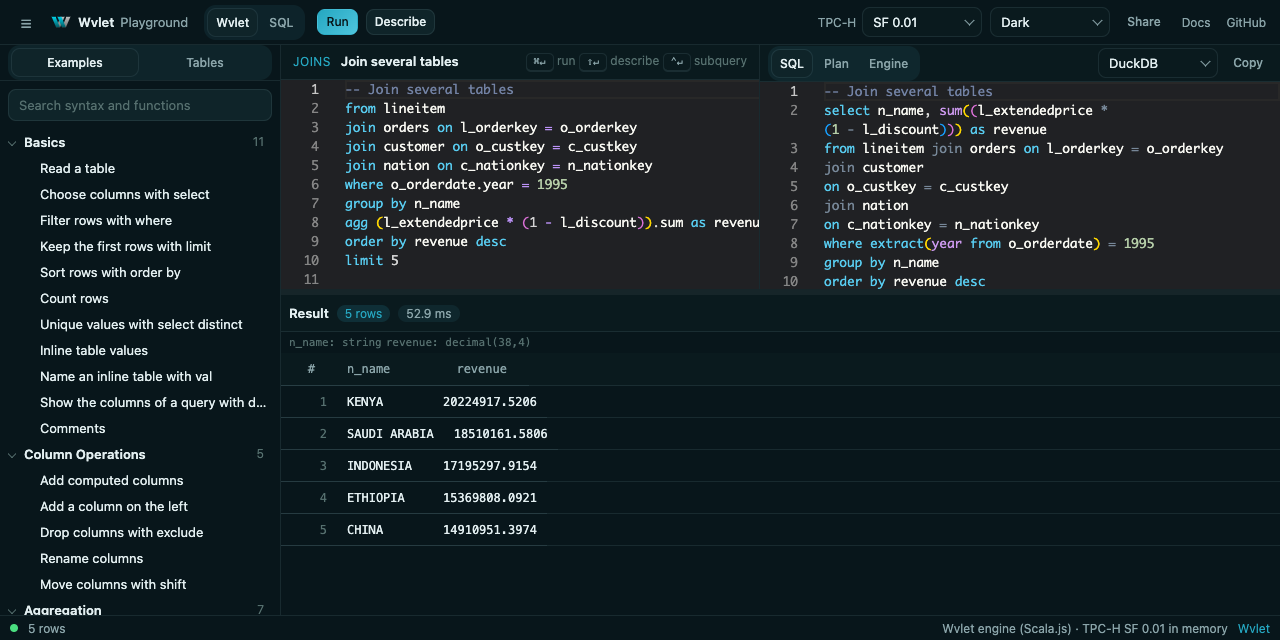 Wvlet Playground Wvlet SQL Run Describe TPC-H SF 0.01 Dark Share Docs GitHub
Examples Tables
Search syntax and functions
Basics 11
Read a table
Choose columns with select
Filter rows with where
Keep the first rows with limit
Sort rows with order by
Count rows
Unique values with select distinct
Inline table values
Name an inline table with val
Show the columns of a query with d...
Comments
Column Operations 5
Add computed columns
Add a column on the left
Drop columns with exclude
Rename columns
Move columns with shift
Aggregation 7
JOINS Join several tables ⌘↵ run ⇧↵ describe ^↵ subquery
1 -- Join several tables
2 from lineitem
3 join orders on l_orderkey = o_orderkey
4 join customer on o_custkey = c_custkey
5 join nation on c_nationkey = n_nationkey
6 where o_orderdate.year = 1995
7 group by n_name
8 agg (l_extendedprice * (1 - l_discount)).sum as revenu
9 order by revenue desc
10 limit 5
11
SQL Plan Engine DuckDB Copy
1 -- Join several tables
2 select n_name, sum((l_extendedprice *
(1 - l_discount))) as revenue
3 from lineitem join orders on l_orderkey = o_orderkey
4 join customer
5 on o_custkey = c_custkey
6 join nation
7 on c_nationkey = n_nationkey
8 where extract(year from o_orderdate) = 1995
9 group by n_name
10 order by revenue desc
Result 5 rows 52.9 ms
n_name: string revenue: decimal(38,4)
# n_name revenue
1 KENYA 20224917.5206
2 SAUDI ARABIA 18510161.5806
3 INDONESIA 17195297.9154
4 ETHIOPIA 15369808.0921
5 CHINA 14910951.3974
5 rows Wvlet engine (Scala.js) · TPC-H SF 0.01 in memory Wvlet